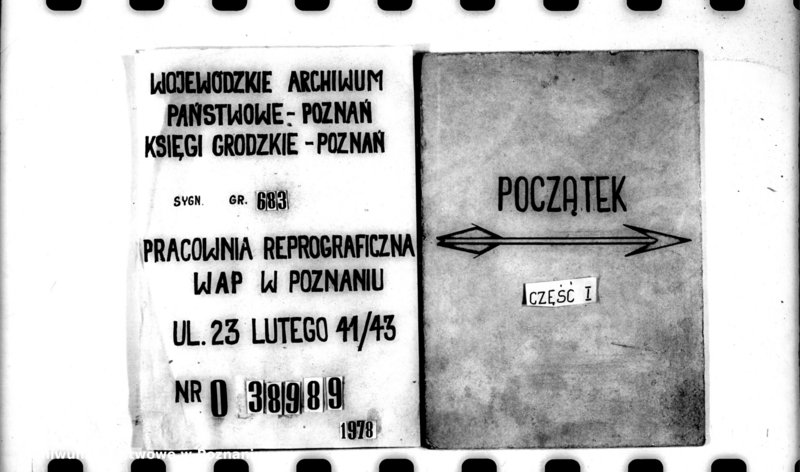 WOJEWÓDZKIE ARCHIWUM
PAŃSTWOWE - POZNAŃ
KSIĘGI GRODZKIE - POZNAŃ
SYGN. GR. 683
PRACOWNIA REPROGRAFICZNA
WAP W POZNANIU
UL. 23 LUTEGO 41/43
NR 0 38989
1978
POCZĄTEK
CZĘŚĆ I
w Poznaniu